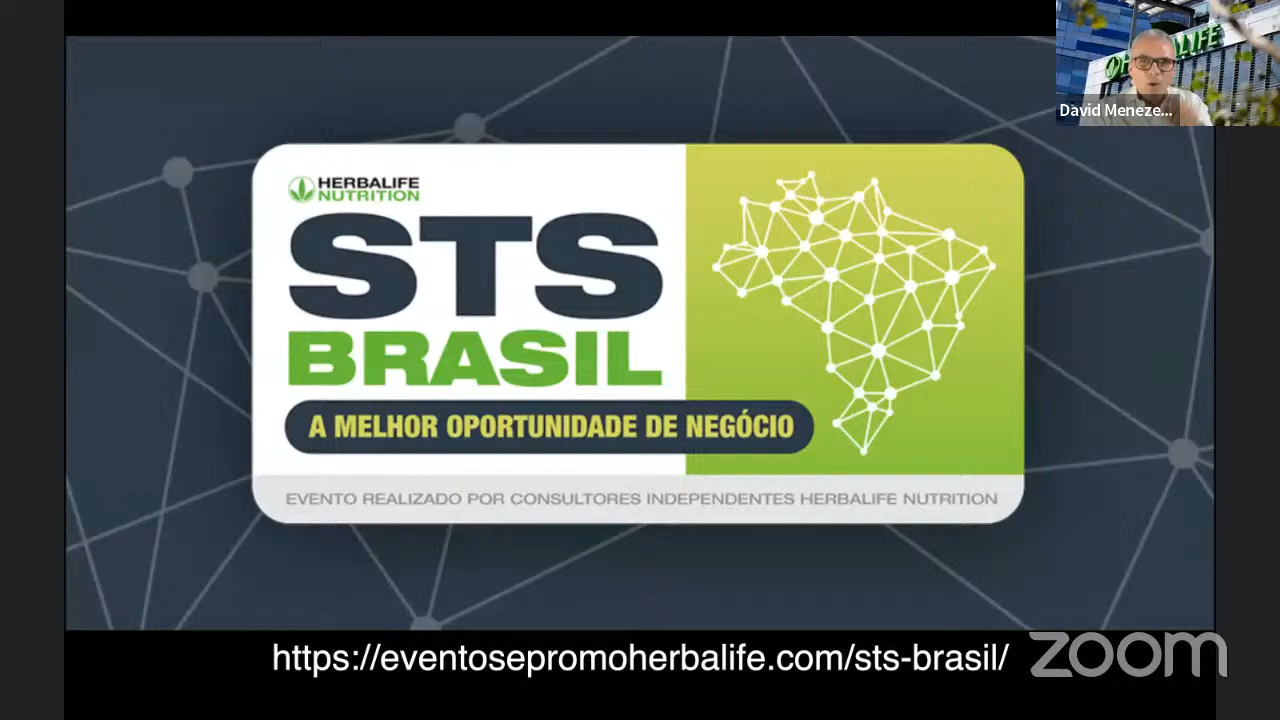 HERBALIFE
David Meneze...
HERBALIFE
NUTRITION
STS
BRASIL
A MELHOR OPORTUNIDADE DE NEGÓCIO
EVENTO REALIZADO POR CONSULTORES INDEPENDENTES HERBALIFE NUTRITION
https://eventosepromoherbalife.com/sts-brasil/
zoom